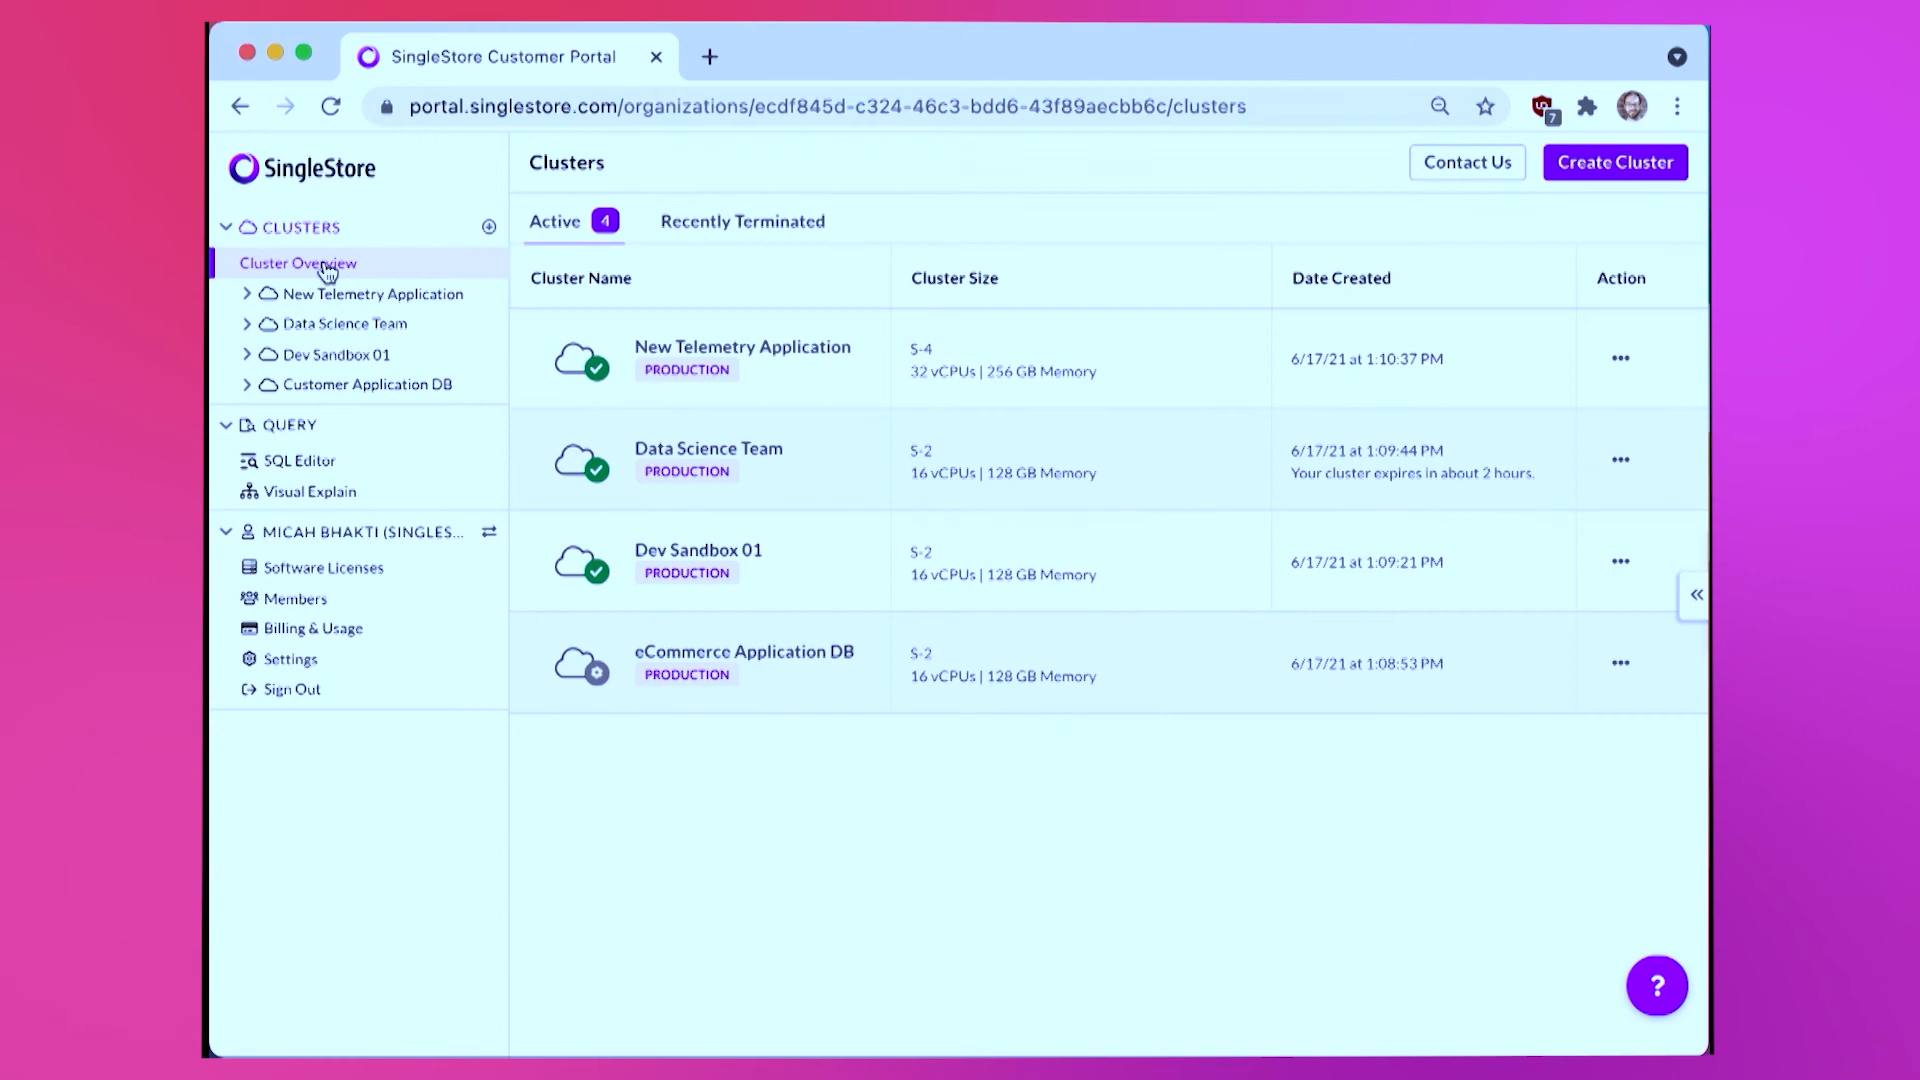 SingleStore Customer Portal
portal.singlestore.com/organizations/ecdf845d-c324-46c3-bdd6-43f89aecbb6c/clusters
7
SingleStore
CLUSTERS
Cluster Overview
New Telemetry Application
Data Science Team
Dev Sandbox 01
Customer Application DB
QUERY
SQL Editor
Visual Explain
MICAH BHAKTI (SINGLES...
Software Licenses
Members
Billing & Usage
Settings
Sign Out
Clusters
Contact Us
Create Cluster
Active 4
Recently Terminated
Cluster Name
Cluster Size
Date Created
Action
New Telemetry Application
PRODUCTION
S-4
32 vCPUs | 256 GB Memory
6/17/21 at 1:10:37 PM
Data Science Team
PRODUCTION
S-2
16 vCPUs | 128 GB Memory
6/17/21 at 1:09:44 PM
Your cluster expires in about 2 hours.
Dev Sandbox 01
PRODUCTION
S-2
16 vCPUs | 128 GB Memory
6/17/21 at 1:09:21 PM
eCommerce Application DB
PRODUCTION
S-2
16 vCPUs | 128 GB Memory
6/17/21 at 1:08:53 PM
?